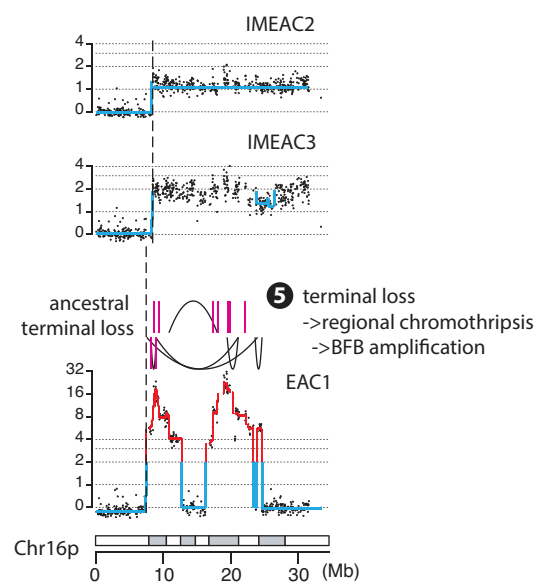 IMEAC2
4
2
1
0
IMEAC3
4
2
1
0
ancestral
terminal loss
5 terminal loss
->regional chromothripsis
->BFB amplification
EAC1
32
16
8
4
2
1
0
Chr16p
0 10 20 30 (Mb)